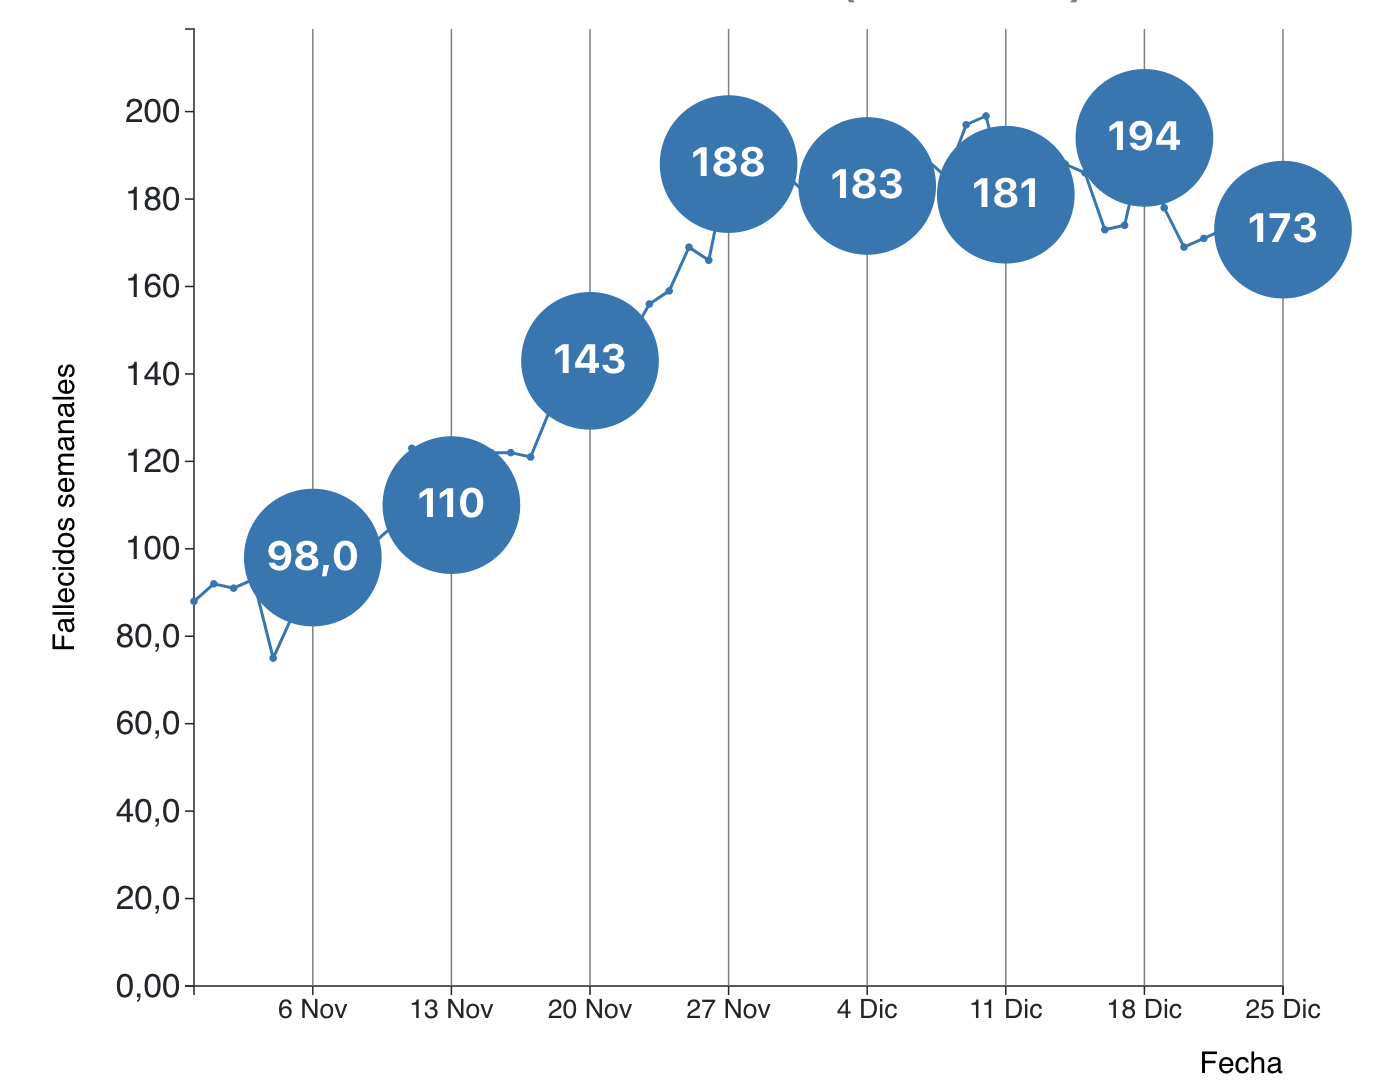 200
180
160
140
120
100
80,0
60,0
40,0
20,0
0,00
Fallecidos semanales
98,0
110
143
188
183
181
194
173
6 Nov
13 Nov
20 Nov
27 Nov
4 Dic
11 Dic
18 Dic
25 Dic
Fecha